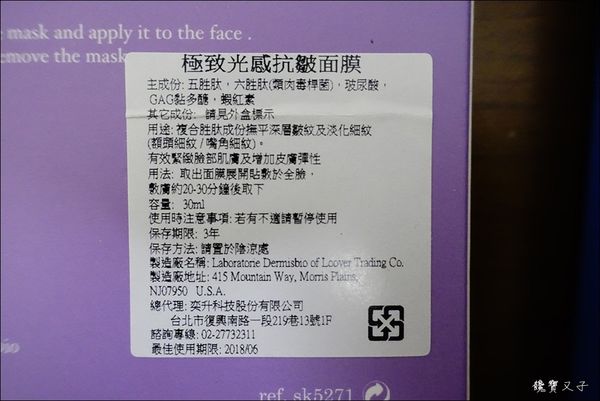 mask and apply it to the face .
emove the mask
極致光感抗皺面膜
主成份: 五胜肽，六胜肽(類肉毒桿菌)，玻尿酸，
GAG黏多醣，蝦紅素
其它成份: 請見外盒標示
用途: 複合胜肽成份撫平深層皺紋及淡化細紋
(額頭細紋 / 嘴角細紋)。
有效緊緻臉部肌膚及增加皮膚彈性
用法: 取出面膜展開貼敷於全臉，
敷膚約20-30分鐘後取下
容量: 30ml
使用時注意事項: 若有不適請暫停使用
保存期限: 3年
保存方法: 請置於陰涼處
製造廠名稱: Laboratorie Dermusbio of Loover Trading Co.
製造廠地址: 415 Mountain Way, Morris Plains,
NJ07950 U.S.A.
總代理: 奕升科技股份有限公司
台北市復興南路一段219巷13號1F
諮詢專線: 02-27732311
最佳使用期限: 2018/06
ref. sk5271
饞寶又子